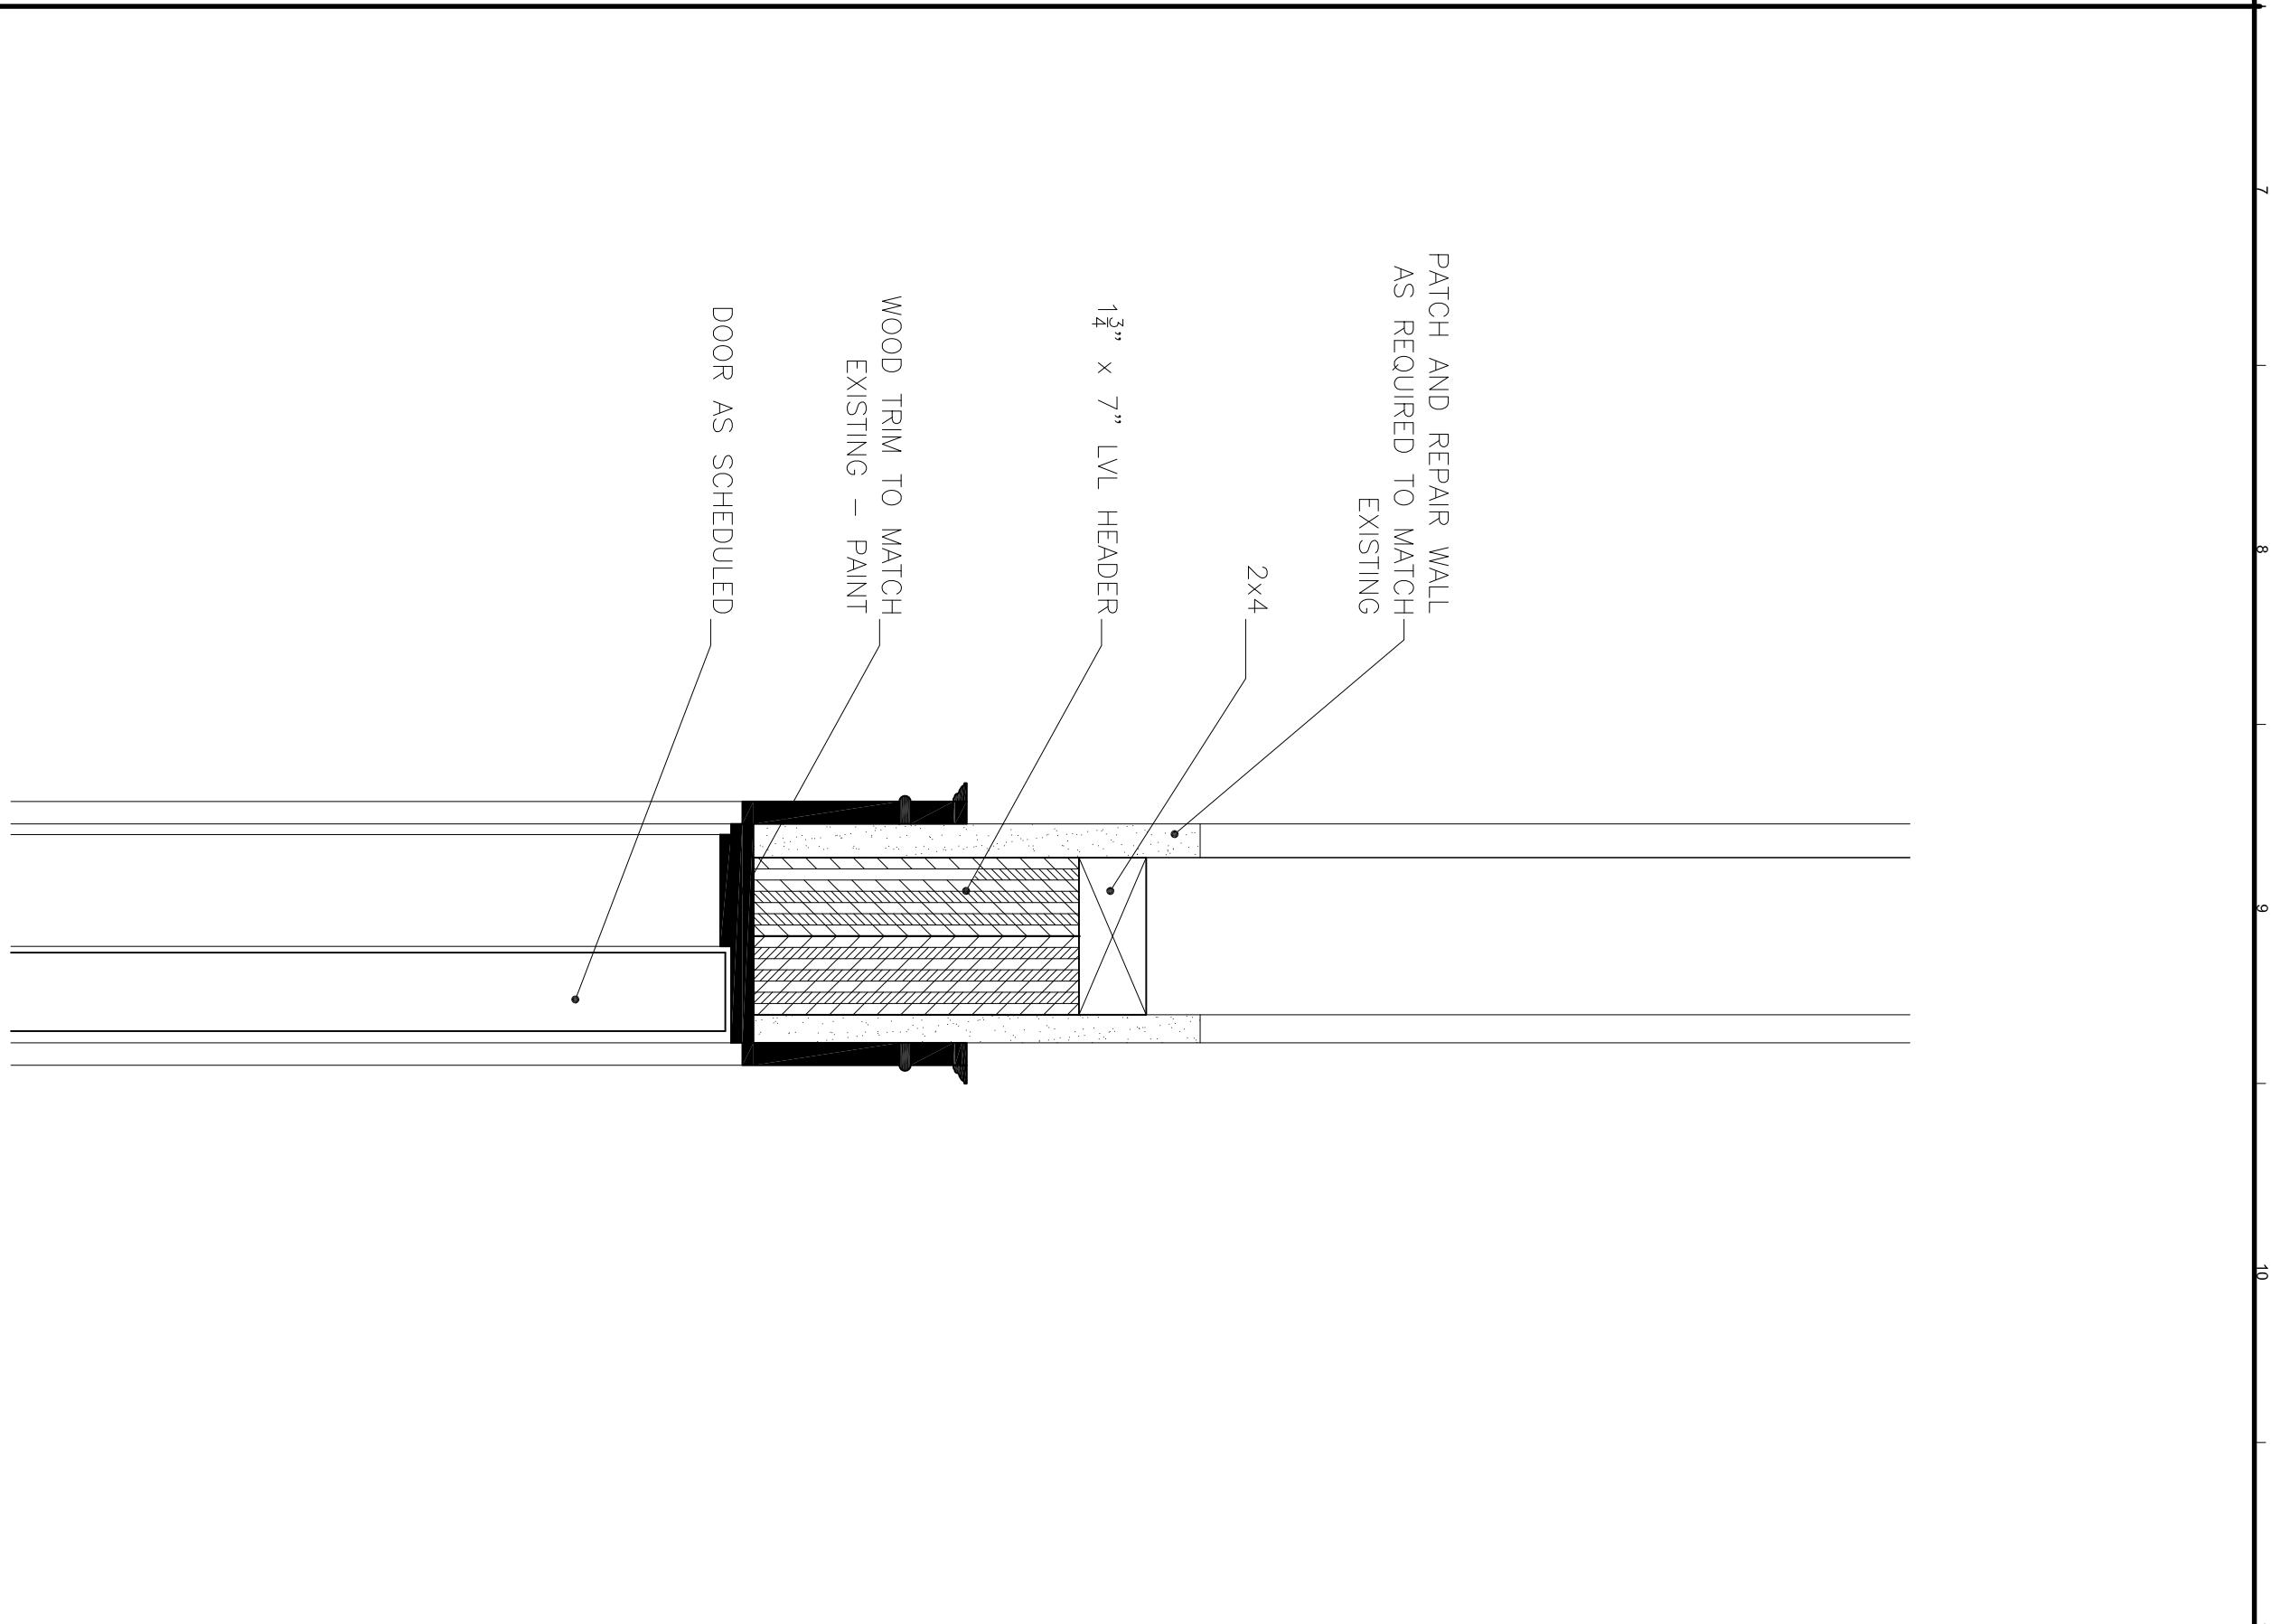 7
8
9
10
PATCH AND REPAIR WALL
AS REQUIRED TO MATCH
EXISTING
2x4
1¾" x 7" LVL HEADER
WOOD TRIM TO MATCH
EXISTING – PAINT
DOOR AS SCHEDULED